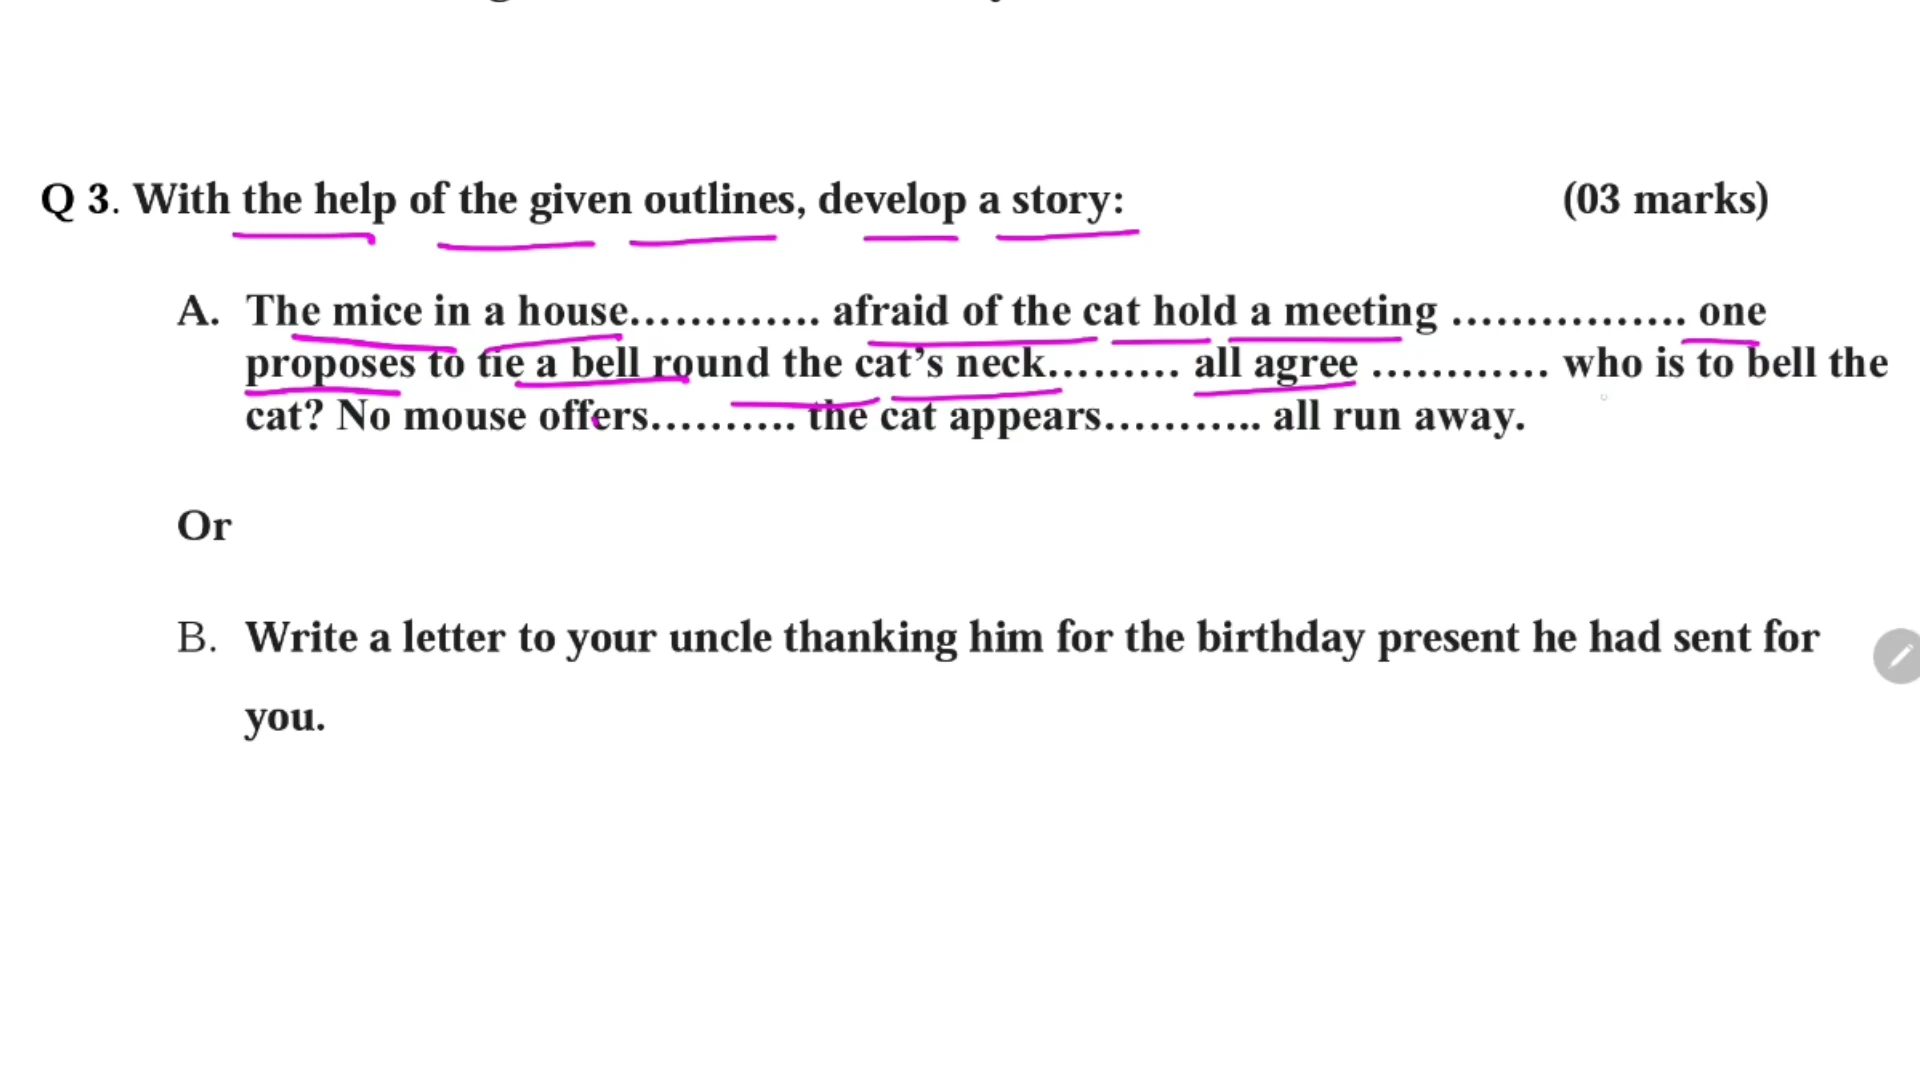 Q 3. With the help of the given outlines, develop a story: (03 marks)
A. The mice in a house............. afraid of the cat hold a meeting ................ one
proposes to tie a bell round the cat’s neck......... all agree ............ who is to bell the
cat? No mouse offers.......... the cat appears........... all run away.
Or
B. Write a letter to your uncle thanking him for the birthday present he had sent for
you.